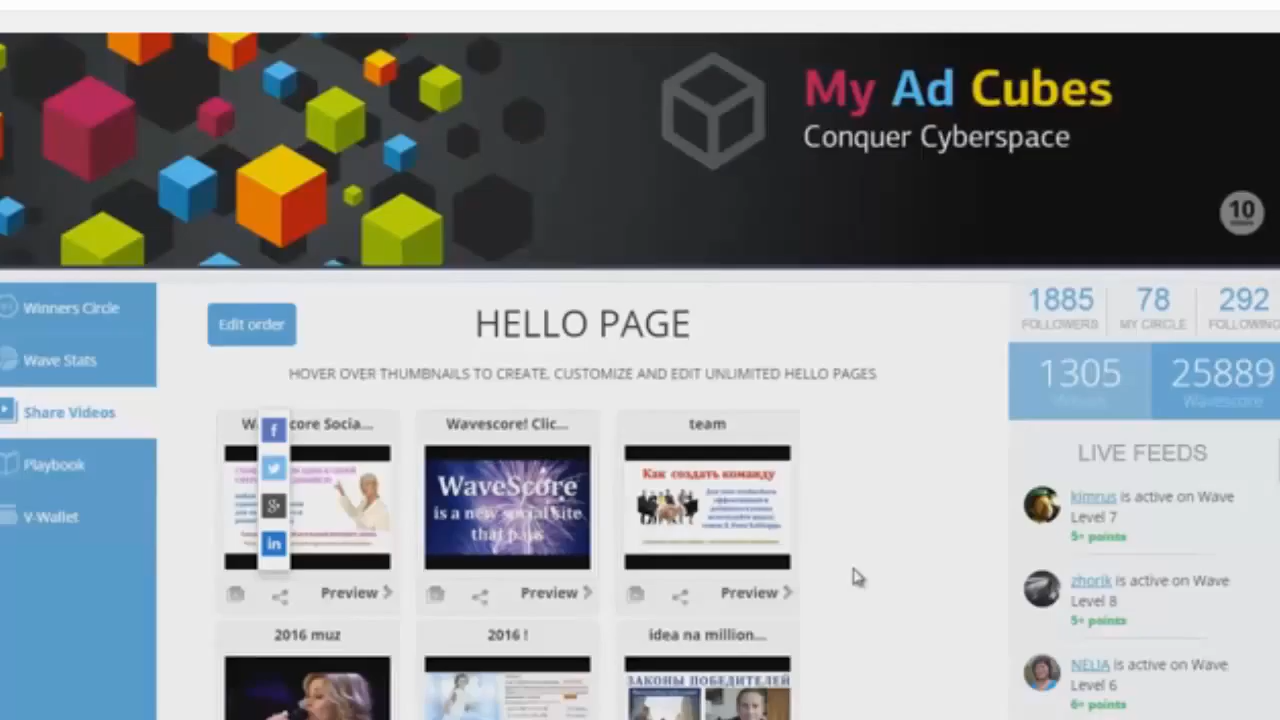 My Ad Cubes
Conquer Cyberspace
10
Winners Circle
Wave Stats
Share Videos
Playbook
V-Wallet
Edit order
HELLO PAGE
HOVER OVER THUMBNAILS TO CREATE, CUSTOMIZE AND EDIT UNLIMITED HELLO PAGES
core Socia...
Wavescore! Clic...
team
f
g+
in
WaveScore
is a new social site
that pays
Как создать команду
Preview
Preview
Preview
2016 muz
2016 !
idea na million...
ЗАКОНЫ ПОБЕДИТЕЛЕЙ
1885
FOLLOWERS
78
MY CIRCLE
292
FOLLOWING
1305
25889
Wavescore
LIVE FEEDS
kimrus is active on Wave
Level 7
5+ points
zhorik is active on Wave
Level 8
5+ points
NELIA is active on Wave
Level 6
6+ points